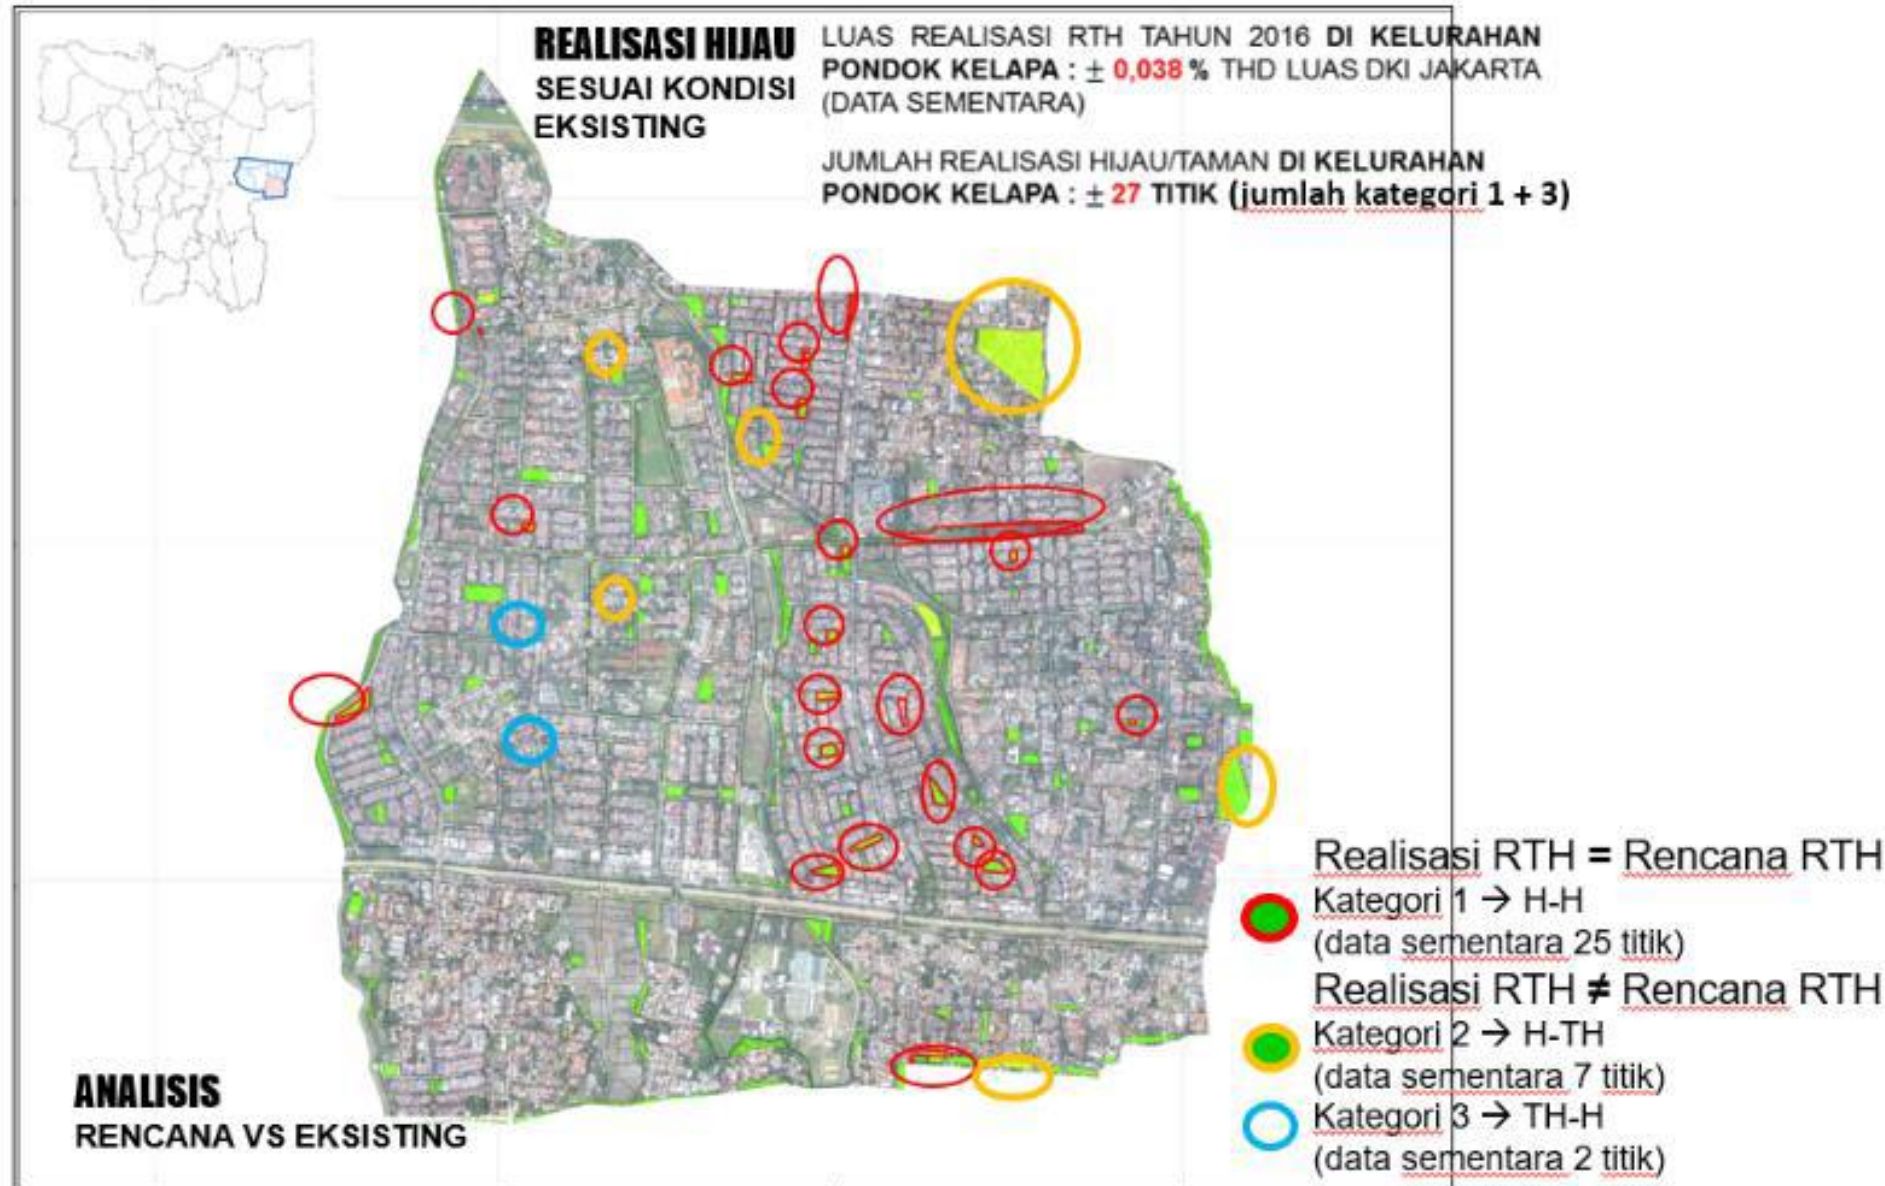 REALISASI HIJAU
SESUAI KONDISI
EKSISTING
LUAS REALISASI RTH TAHUN 2016 DI KELURAHAN
PONDOK KELAPA : ± 0,038 % THD LUAS DKI JAKARTA
(DATA SEMENTARA)
JUMLAH REALISASI HIJAU/TAMAN DI KELURAHAN
PONDOK KELAPA : ± 27 TITIK (jumlah kategori 1 + 3)
Realisasi RTH = Rencana RTH
Kategori 1 → H-H
(data sementara 25 titik)
Realisasi RTH ≠ Rencana RTH
Kategori 2 → H-TH
(data sementara 7 titik)
Kategori 3 → TH-H
(data sementara 2 titik)
ANALISIS
RENCANA VS EKSISTING